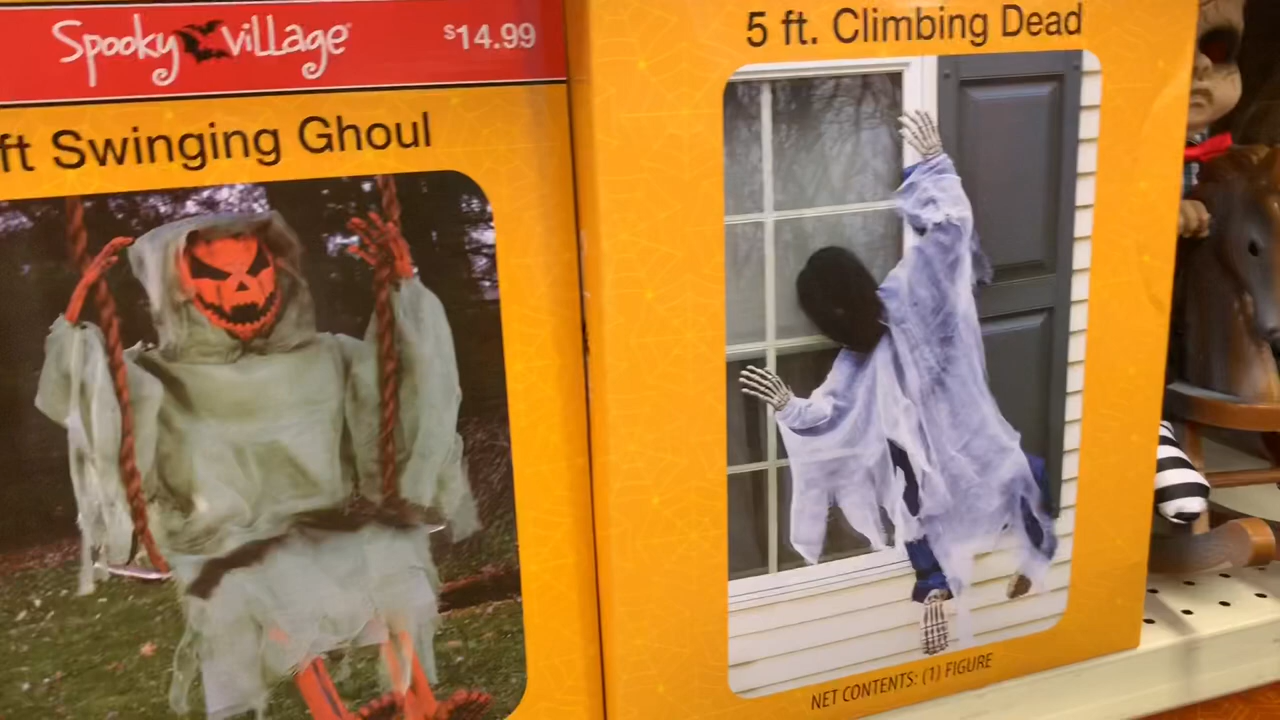 Spooky Village
$14.99
ft Swinging Ghoul
5 ft. Climbing Dead
NET CONTENTS: (1) FIGURE